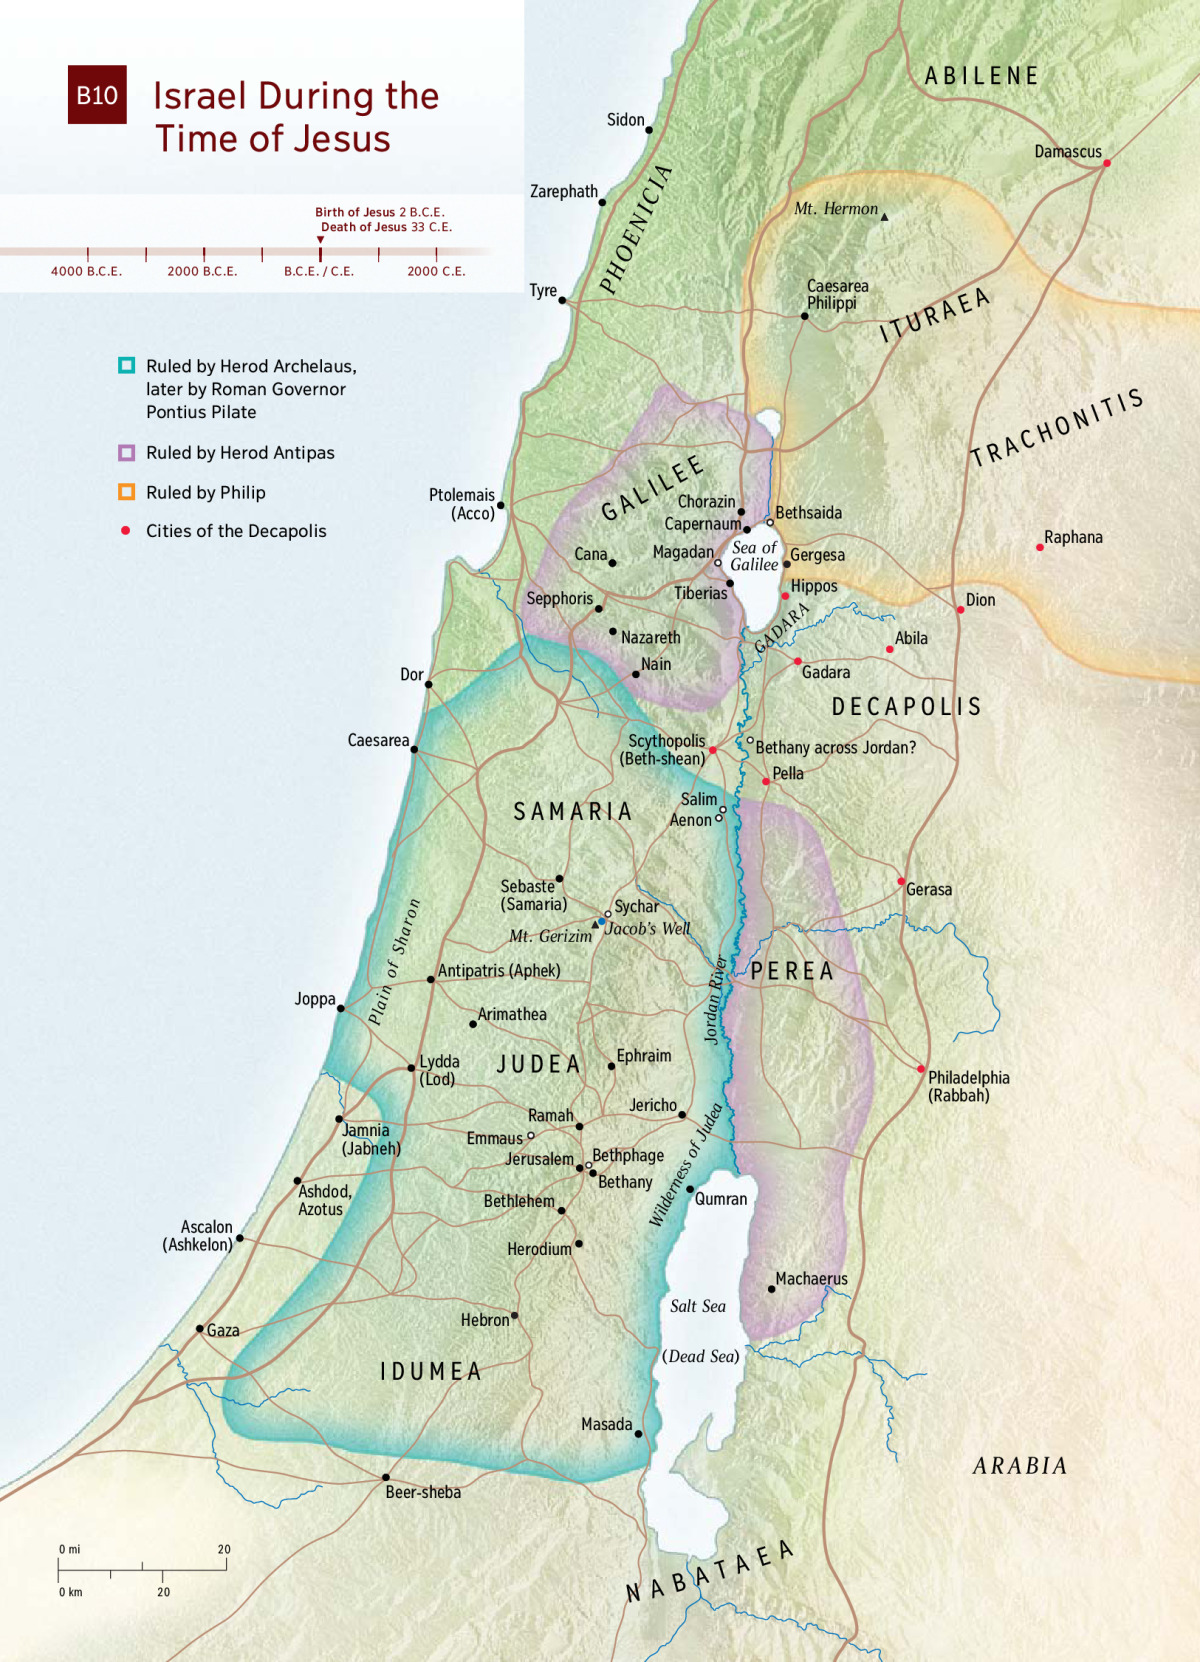 B10
Israel During the
Time of Jesus
Birth of Jesus 2 B.C.E.
Death of Jesus 33 C.E.
4000 B.C.E.
2000 B.C.E.
B.C.E. / C.E.
2000 C.E.
Ruled by Herod Archelaus,
later by Roman Governor
Pontius Pilate
Ruled by Herod Antipas
Ruled by Philip
Cities of the Decapolis
ABILENE
Sidon
Damascus
Zarephath
PHOENICIA
Mt. Hermon
Tyre
Caesarea
Philippi
ITURAEA
TRACHONITIS
GALILEE
Ptolemais
(Acco)
Chorazin
Bethsaida
Capernaum
Raphana
Cana
Magadan
Sea of
Galilee
Gergesa
Tiberias
Hippos
Sepphoris
Dion
GADARA
Nazareth
Abila
Nain
Gadara
Dor
DECAPOLIS
Caesarea
Scythopolis
(Beth-shean)
Bethany across Jordan?
Pella
SAMARIA
Salim
Aenon
Sebaste
(Samaria)
Gerasa
Sychar
Jacob's Well
Mt. Gerizim
Plain of Sharon
PEREA
Antipatris (Aphek)
Jordan River
Joppa
Arimathea
JUDEA
Ephraim
Lydda
(Lod)
Philadelphia
(Rabbah)
Jericho
Ramah
Jamnia
(Jabneh)
Emmaus
Wilderness of Judea
Jerusalem
Bethphage
Bethany
Ashdod,
Azotus
Bethlehem
Qumran
Ascalon
(Ashkelon)
Herodium
Machaerus
Salt Sea
Hebron
Gaza
(Dead Sea)
IDUMEA
Masada
ARABIA
Beer-sheba
NABATAEA
0 mi
20
0 km
20